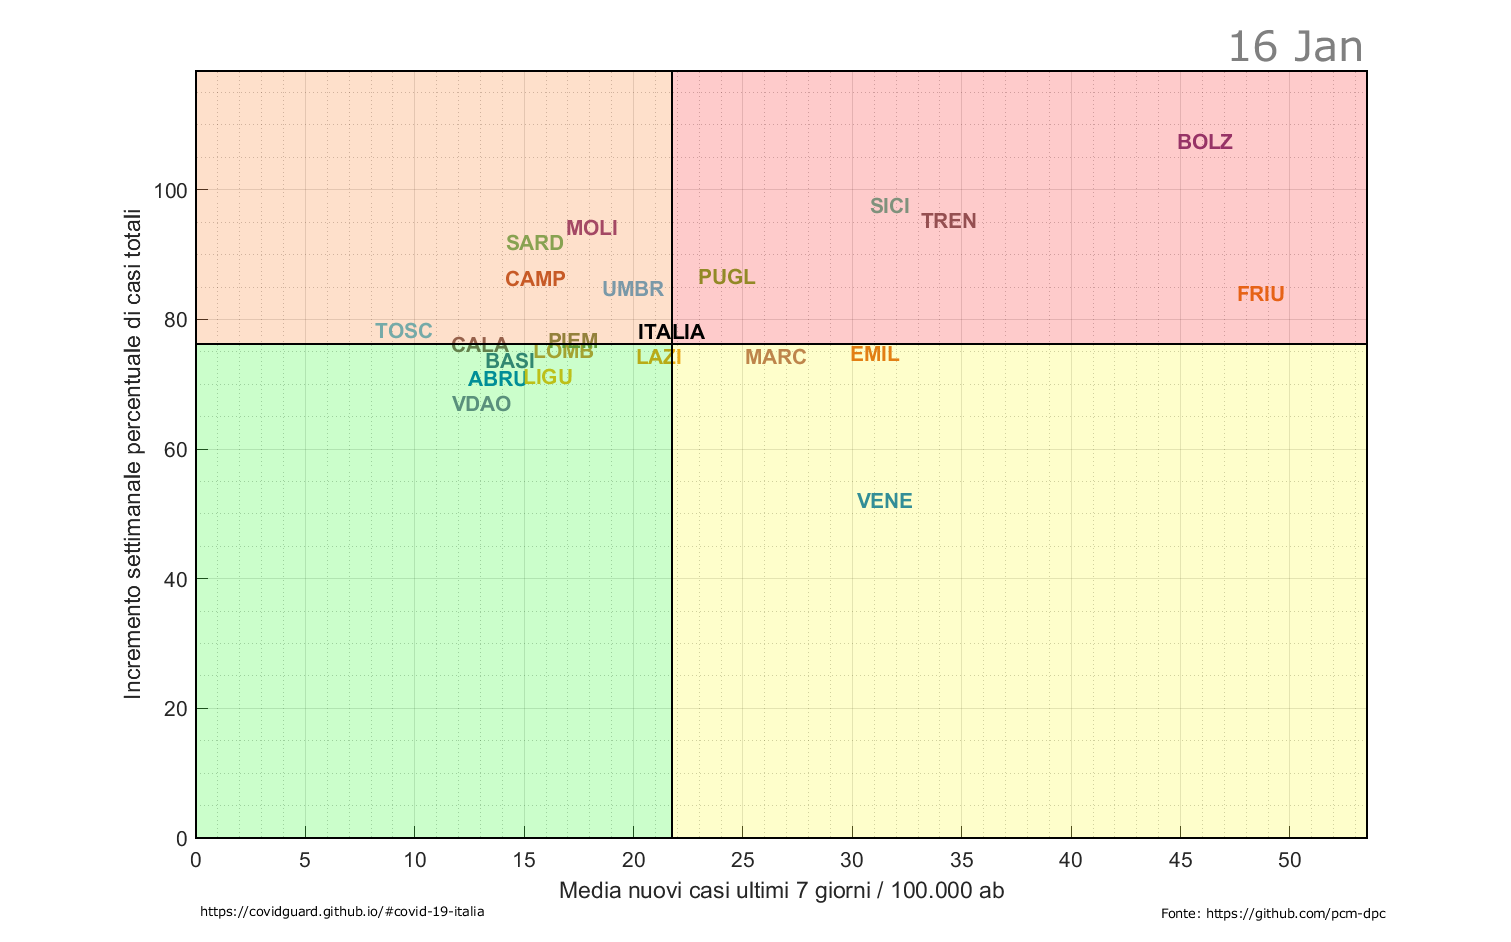 16 Jan
Incremento settimanale percentuale di casi totali
100
80
60
40
20
0
BOLZ
SICI
TREN
MOLI
SARD
PUGL
CAMP
UMBR
FRIU
TOSC
ITALIA
PIEM
CALA
LOMB
EMIL
LAZI
MARC
BASI
LIGU
ABRU
VDAO
VENE
0 5 10 15 20 25 30 35 40 45 50
Media nuovi casi ultimi 7 giorni / 100.000 ab
https://covidguard.github.io/#covid-19-italia
Fonte: https://github.com/pcm-dpc